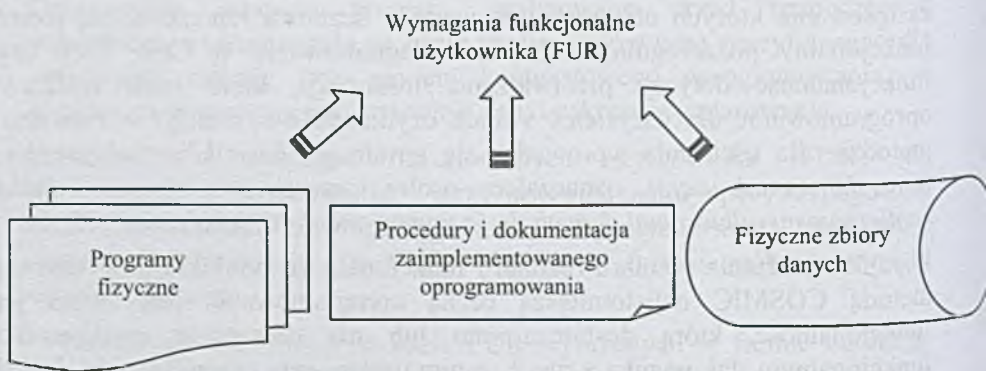 Wymagania funkcjonalne
użytkownika (FUR)
Programy
fizyczne
Procedury i dokumentacja
zaimplementowanego
oprogramowania
Fizyczne zbiory
danych